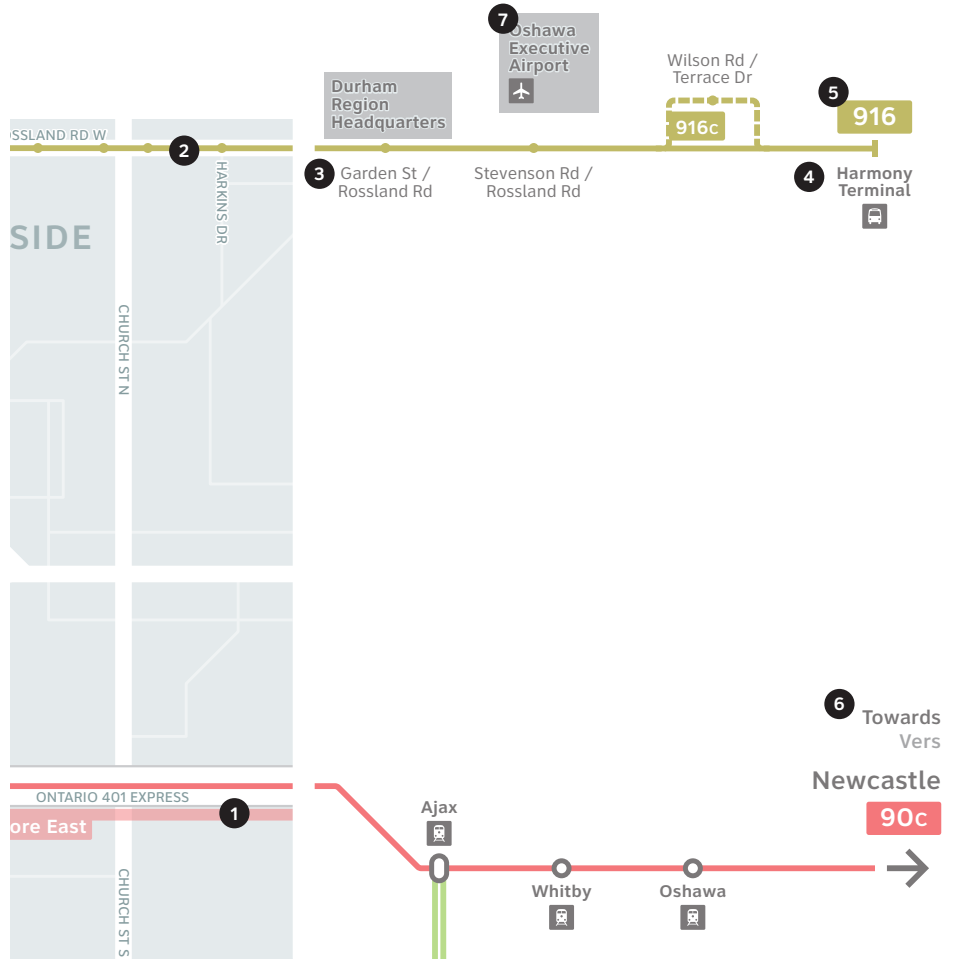 7
Oshawa
Executive
Airport
Durham
Region
Headquarters
Wilson Rd /
Terrace Dr
916c
5
916
OSSLAND RD W
2
HARKINS DR
3
Garden St /
Rossland Rd
Stevenson Rd /
Rossland Rd
4
Harmony
Terminal
SIDE
CHURCH ST N
6
Towards
Vers
Newcastle
90c
ONTARIO 401 EXPRESS
1
ore East
Ajax
Whitby
Oshawa
CHURCH ST S